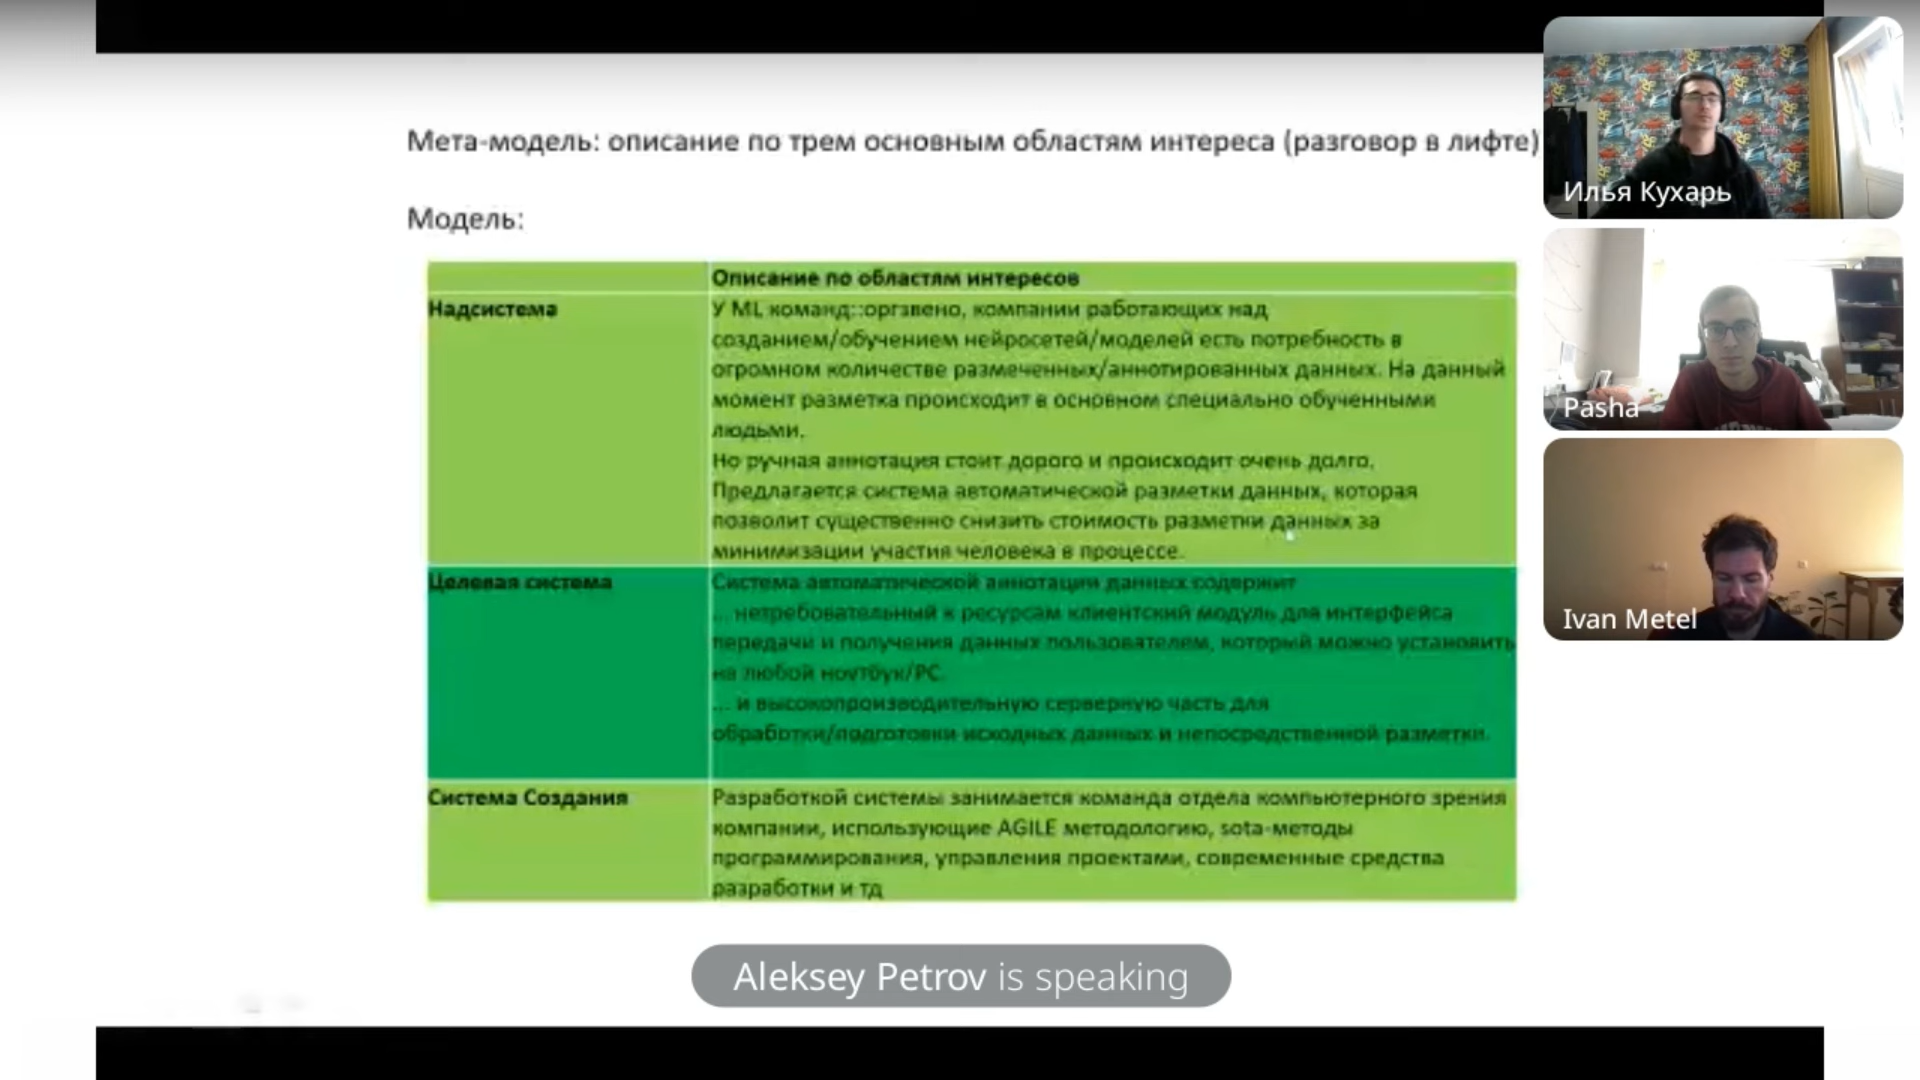 Мета-модель: описание по трем основным областям интереса (разговор в лифте)
Модель:
Описание по областям интересов
Надсистема
У ML команд::оргзвено, компании работающих над
созданием/обучением нейросетей/моделей есть потребность в
огромном количестве размеченных/аннотированных данных. На данный
момент разметка происходит в основном специально обученными
людьми.
Но ручная аннотация стоит дорого и происходит очень долго.
Предлагается система автоматической разметки данных, которая
позволит существенно снизить стоимость разметки данных за
минимизации участия человека в процессе.
Целевая система
Система автоматической аннотации данных содержит
... нетребовательный к ресурсам клиентский модуль для интерфейса
передачи и получения данных пользователем, который можно установить
на любой ноутбук/PC.
... и высокопроизводительную серверную часть для
обработки/подготовки исходных данных и непосредственной разметки.
Система Создания
Разработкой системы занимается команда отдела компьютерного зрения
компании, использующие AGILE методологию, sota-методы
программирования, управления проектами, современные средства
разработки и тд
Илья Кухарь
Pasha
Ivan Metel
Aleksey Petrov is speaking